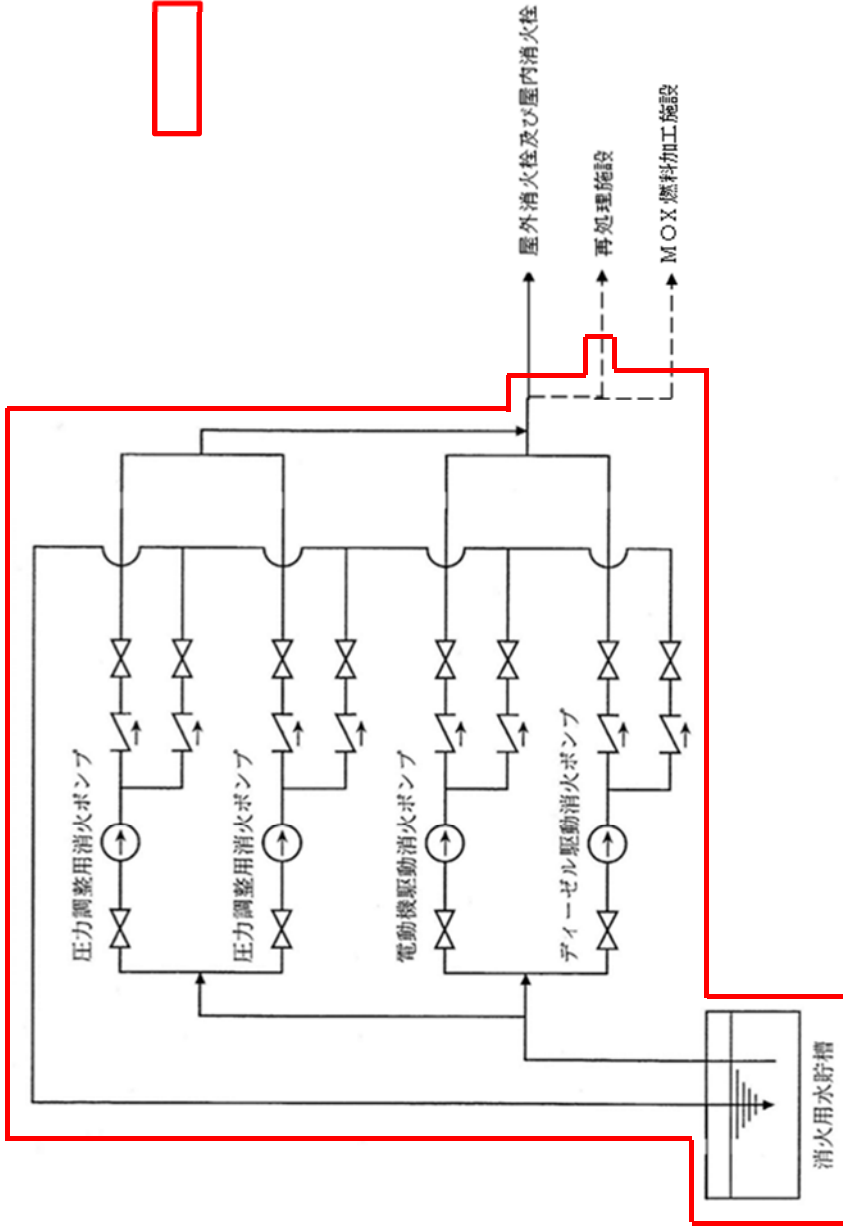 屋外消火栓及び屋内消火栓
再処理施設
MOX燃料加工施設
圧力調整用消火ポンプ
圧力調整用消火ポンプ
電動機駆動消火ポンプ
ディーゼル駆動消火ポンプ
消火用水貯槽